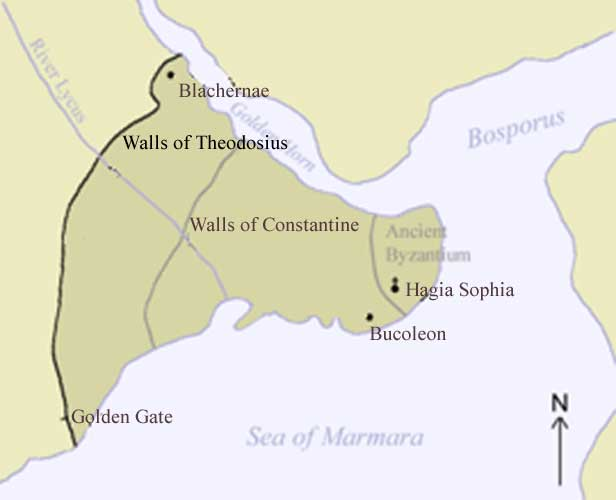 River Lycus
Blachernae
Golden Horn
Bosporus
Walls of Theodosius
Walls of Constantine
Ancient
Byzantium
Hagia Sophia
Bucoleon
Golden Gate
N
Sea of Marmara